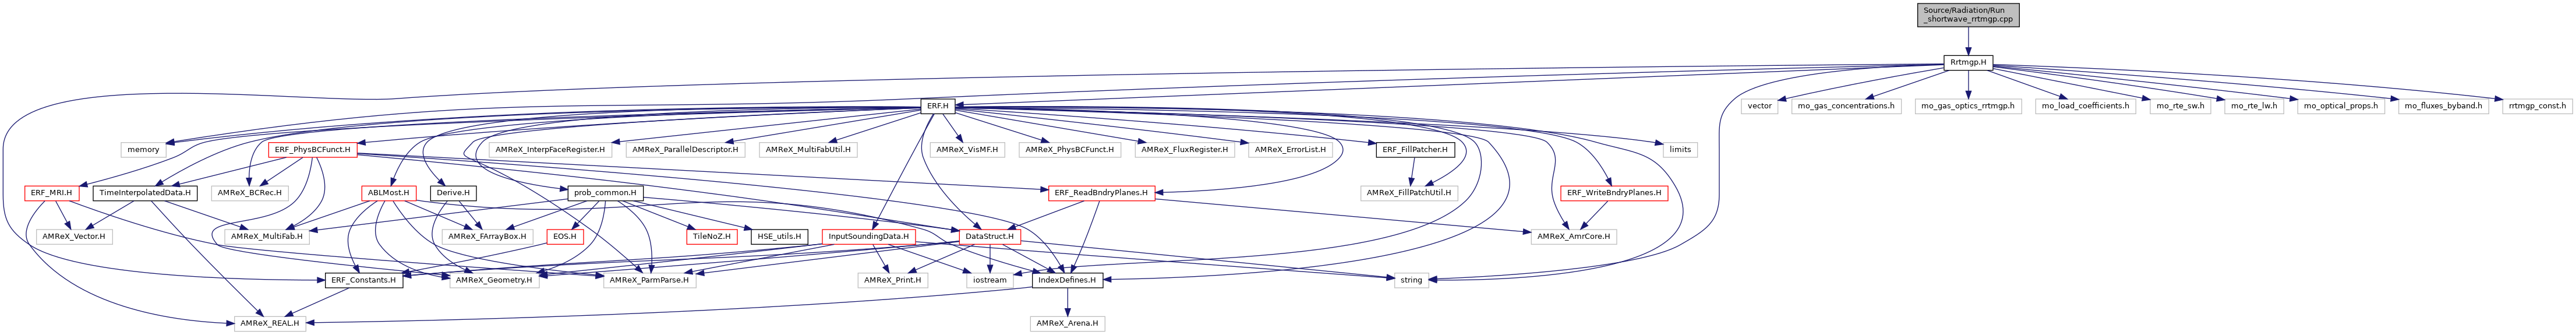 Source/Radiation/Run
_shortwave_rrtmgp.cpp
Rrtmgp.H
ERF.H
vector
mo_gas_concentrations.h
mo_gas_optics_rrtmgp.h
mo_load_coefficients.h
mo_rte_sw.h
mo_rte_lw.h
mo_optical_props.h
mo_fluxes_byband.h
rrtmgp_const.h
memory
ERF_PhysBCFunct.H
AMReX_InterpFaceRegister.H
AMReX_ParallelDescriptor.H
AMReX_MultiFabUtil.H
AMReX_VisMF.H
AMReX_PhysBCFunct.H
AMReX_FluxRegister.H
AMReX_ErrorList.H
ERF_FillPatcher.H
limits
ERF_MRI.H
TimeInterpolatedData.H
AMReX_BCRec.H
ABLMost.H
Derive.H
prob_common.H
ERF_ReadBndryPlanes.H
AMReX_FillPatchUtil.H
ERF_WriteBndryPlanes.H
AMReX_Vector.H
AMReX_MultiFab.H
AMReX_FArrayBox.H
EOS.H
TileNoZ.H
HSE_utils.H
InputSoundingData.H
DataStruct.H
AMReX_AmrCore.H
ERF_Constants.H
AMReX_Geometry.H
AMReX_ParmParse.H
AMReX_Print.H
iostream
IndexDefines.H
string
AMReX_REAL.H
AMReX_Arena.H